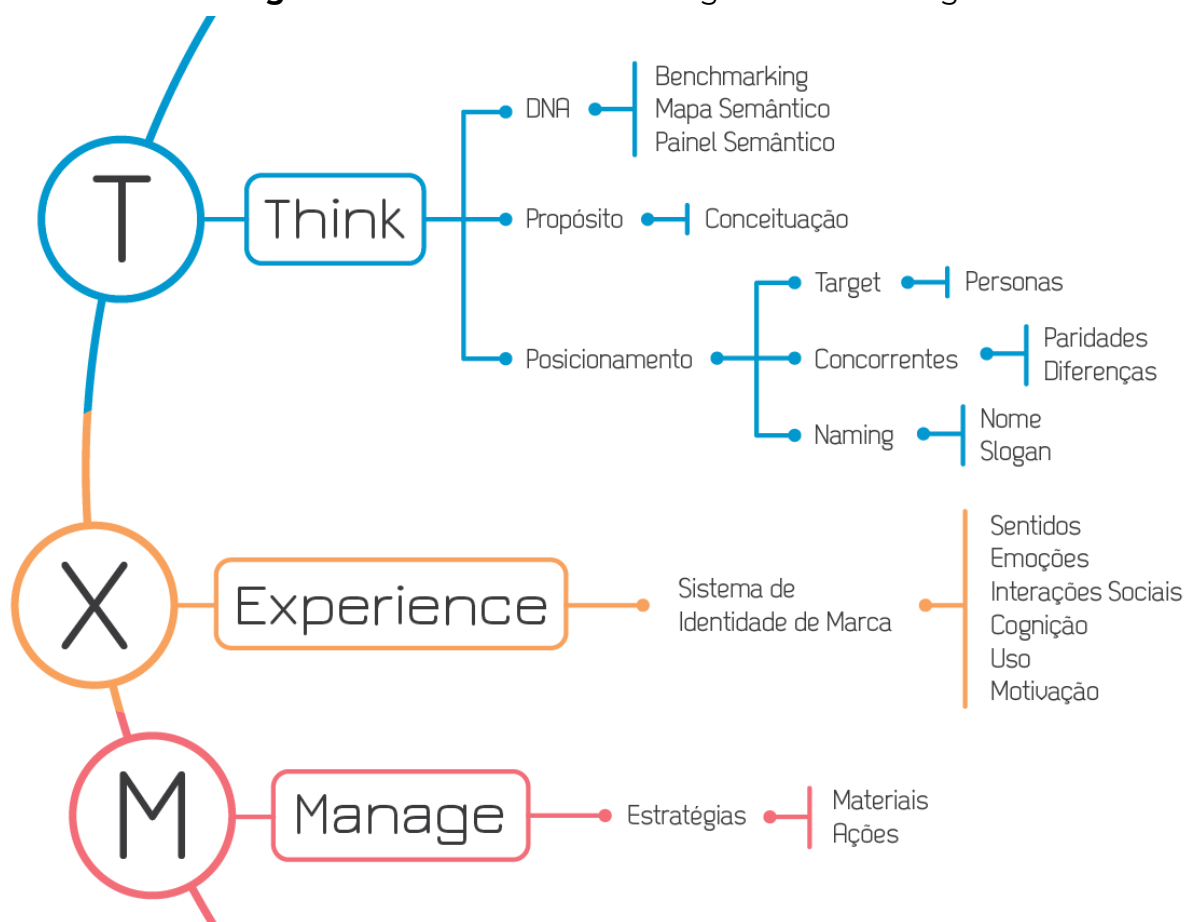 T
Think
DNA
Benchmarking
Mapa Semântico
Painel Semântico
Propósito
Conceituação
Posicionamento
Target
Personas
Concorrentes
Paridades
Diferenças
Naming
Nome
Slogan
X
Experience
Sistema de
Identidade de Marca
Sentidos
Emoções
Interações Sociais
Cognição
Uso
Motivação
M
Manage
Estratégias
Materiais
Ações